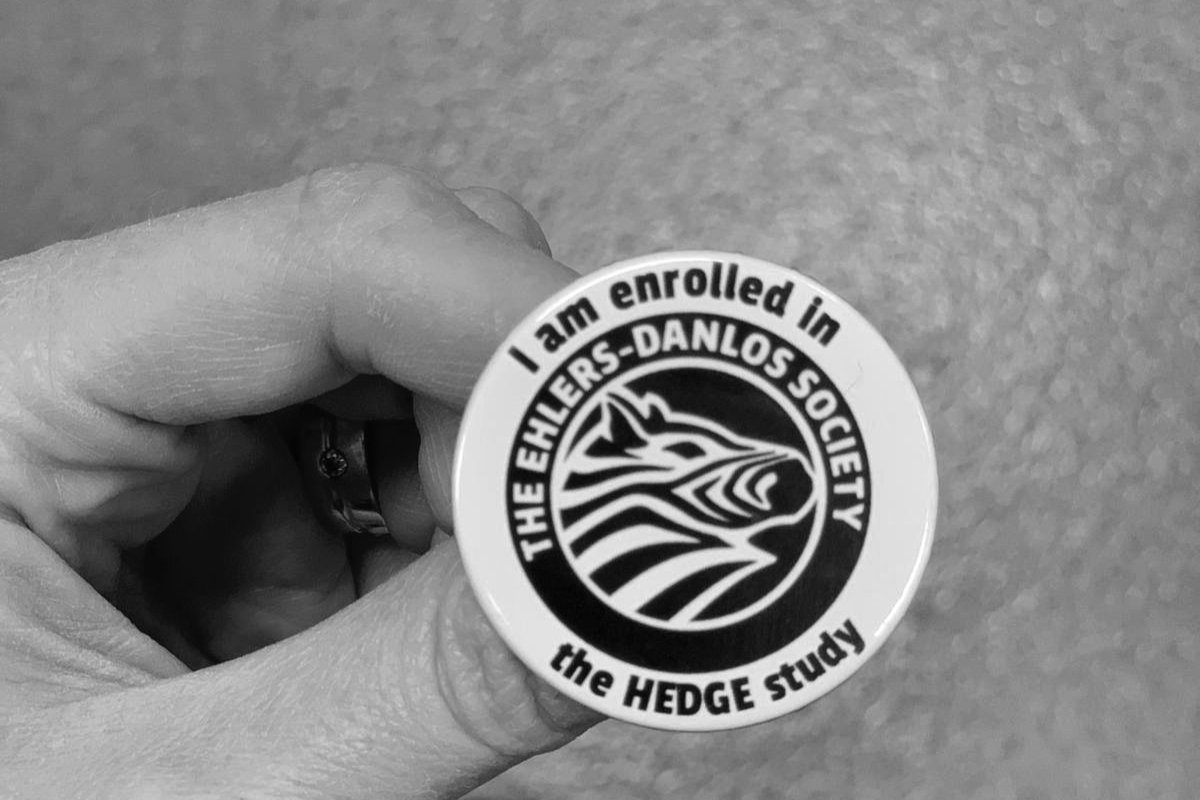 I am enrolled in
THE EHLERS-DANLOS SOCIETY
the HEDGE study